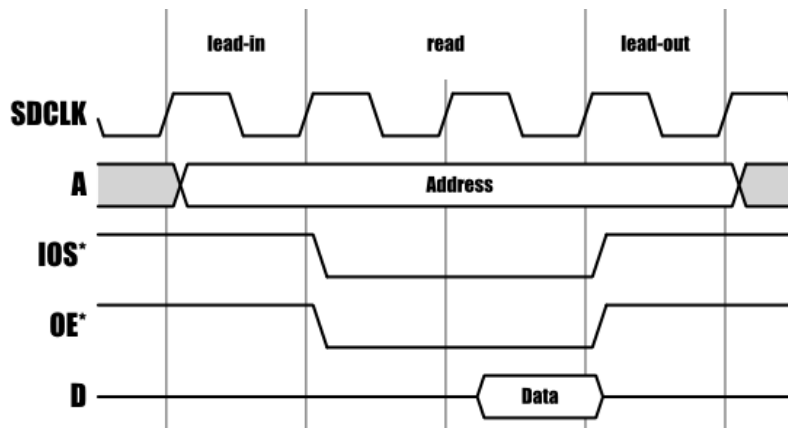 lead-in read lead-out
SDCLK
A Address
IOS*
OE*
D Data